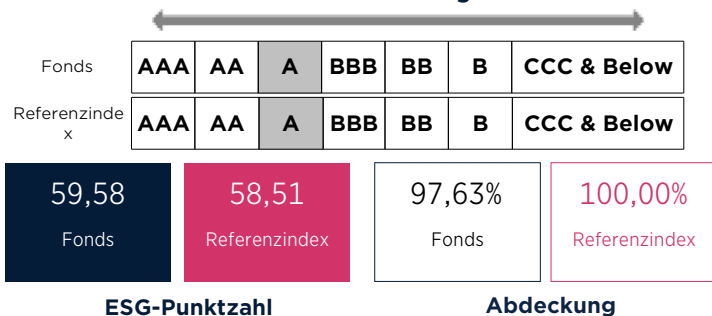 Fonds AAA AA A BBB BB B CCC & Below
Referenzinde
x AAA AA A BBB BB B CCC & Below
59,58 58,51 97,63% 100,00%
Fonds Referenzindex Fonds Referenzindex
ESG-Punktzahl Abdeckung